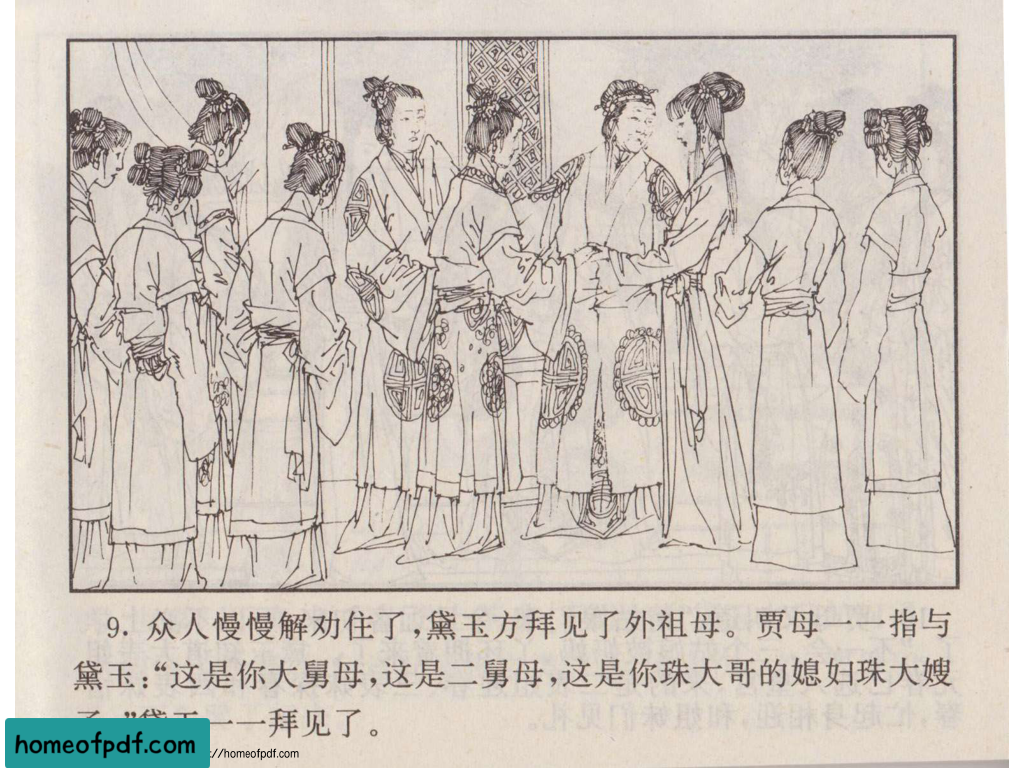 9. 众人慢慢解劝住了,黛玉方拜见了外祖母。贾母一一指与
黛玉:“这是你大舅母,这是二舅母,这是你珠大哥的媳妇珠大嫂
一一拜见了。
homeofpdf.com
://homeofpdf.com